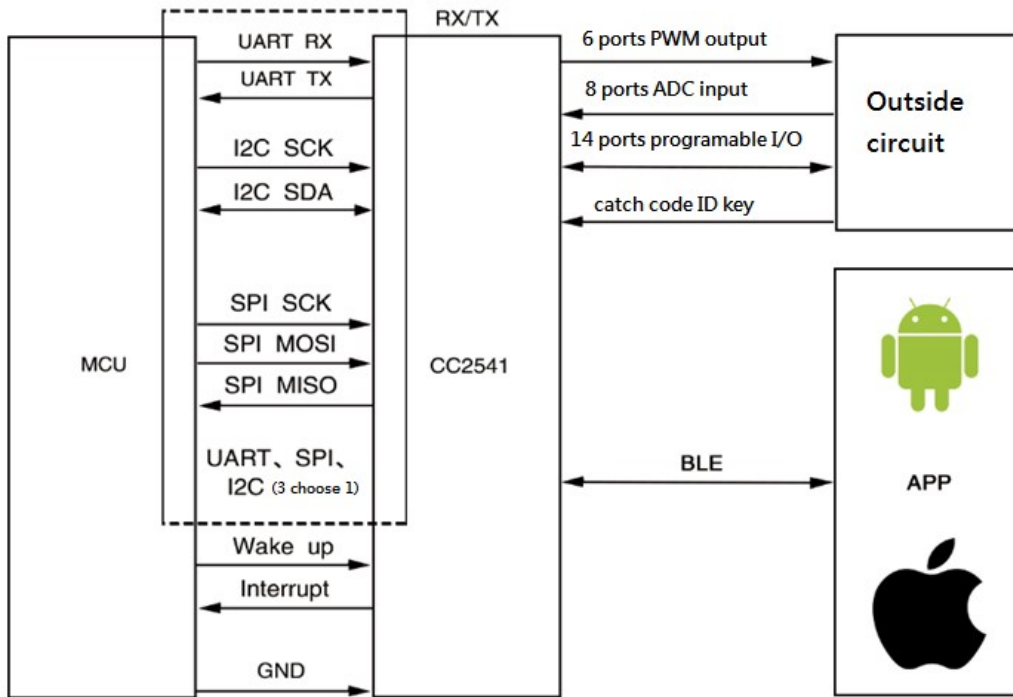 RX/TX
UART RX
UART TX
I2C SCK
I2C SDA
SPI SCK
SPI MOSI
SPI MISO
UART、SPI、
I2C (3 choose 1)
Wake up
Interrupt
GND
MCU
CC2541
6 ports PWM output
8 ports ADC input
14 ports programable I/O
catch code ID key
Outside
circuit
BLE
APP